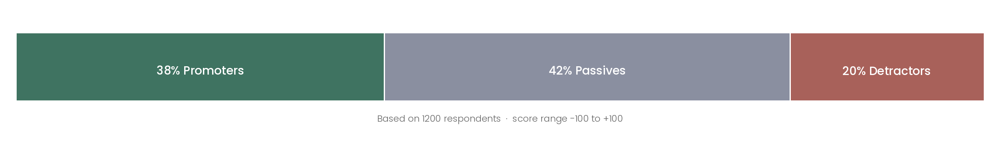 38% Promoters
42% Passives
20% Detractors
Based on 1200 respondents · score range -100 to +100